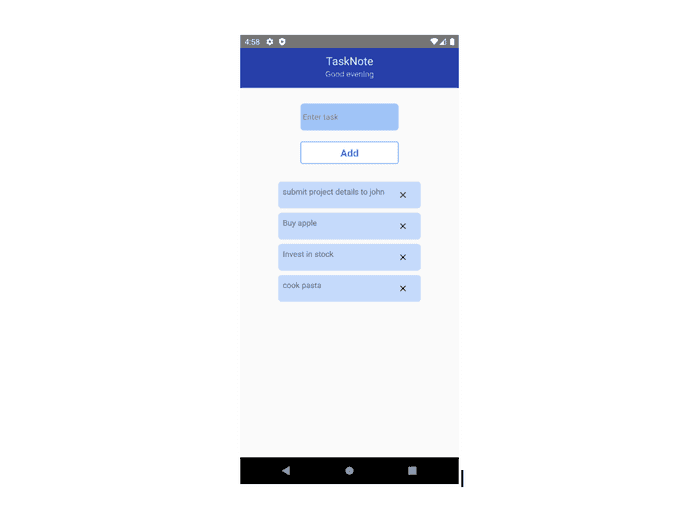 4:58
TaskNote
Good evening
Enter task
Add
submit project details to john
Buy apple
Invest in stock
cook pasta